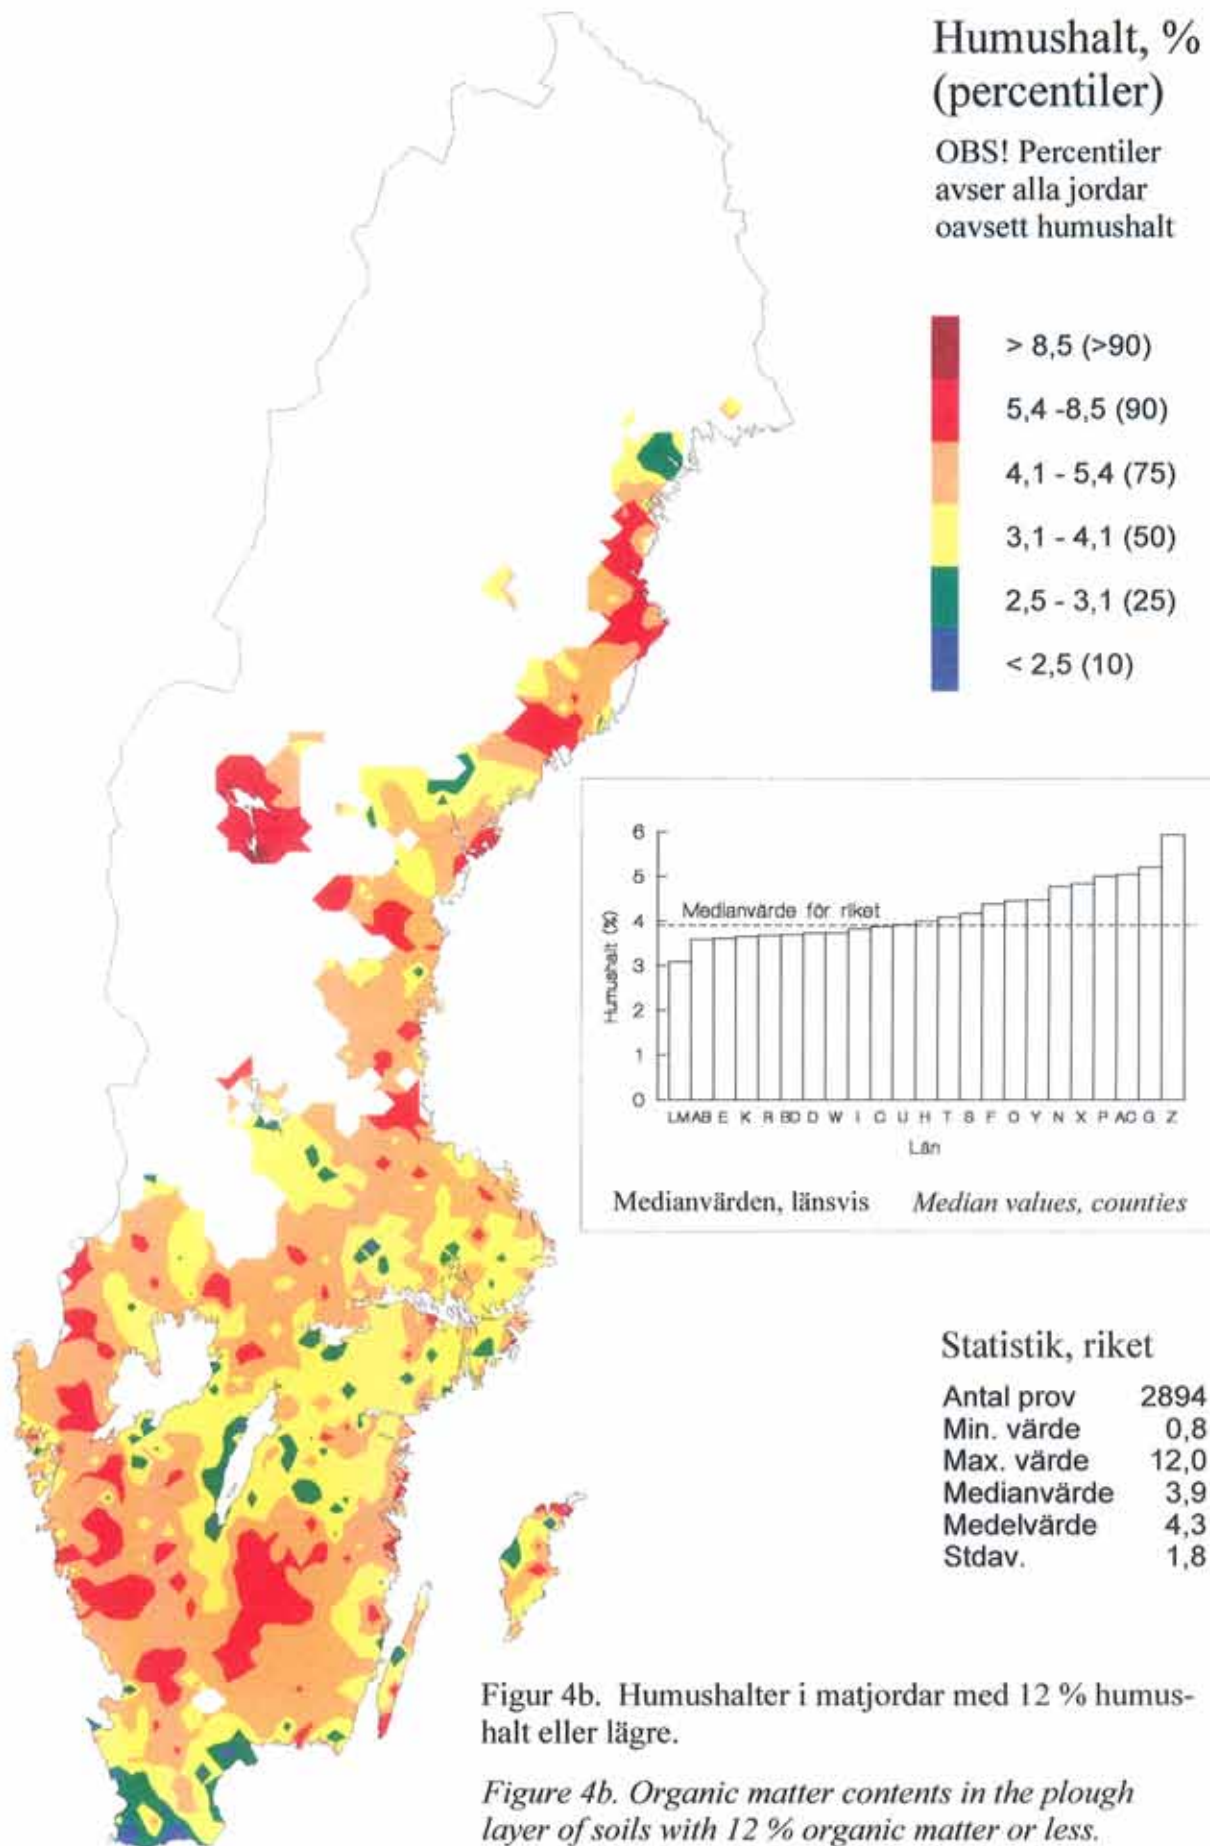 Humushalt, %
(percentiler)
OBS! Percentiler
avser alla jordar
oavsett humushalt
> 8,5 (>90)
5,4 -8,5 (90)
4,1 - 5,4 (75)
3,1 - 4,1 (50)
2,5 - 3,1 (25)
< 2,5 (10)
6
5
4
3
2
1
0
Humushalt (%)
Medianvärde för riket
LM AB E K R BD D W I C U H T S F O Y N X P AC G Z
Län
Medianvärden, länsvis Median values, counties
Statistik, riket
Antal prov 2894
Min. värde 0,8
Max. värde 12,0
Medianvärde 3,9
Medelvärde 4,3
Stdav. 1,8
Figur 4b. Humushalter i matjordar med 12 % humus-
halt eller lägre.
Figure 4b. Organic matter contents in the plough
layer of soils with 12 % organic matter or less.